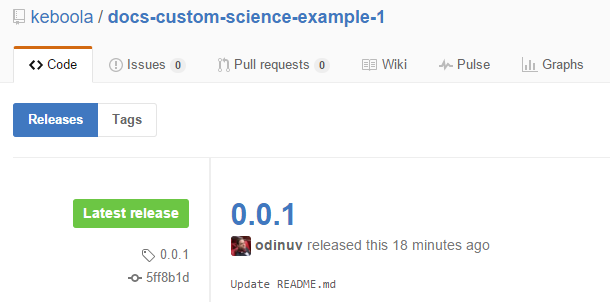 keboola / docs-custom-science-example-1
Code Issues 0 Pull requests 0 Wiki Pulse Graphs
Releases Tags
Latest release
0.0.1
5ff8b1d
0.0.1
odinuv released this 18 minutes ago
Update README.md